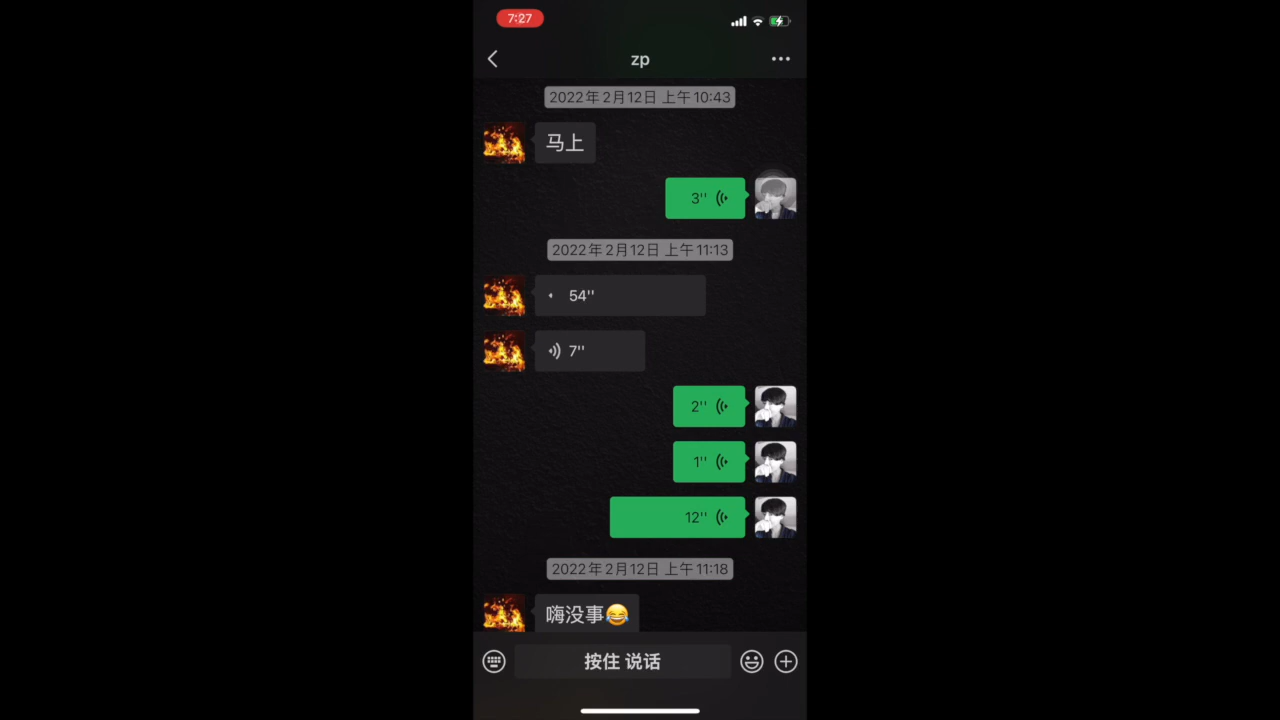 7:27
zp
2022年2月12日 上午10:43
马上
3''
2022年2月12日 上午11:13
54''
7''
2''
1''
12''
2022年2月12日 上午11:18
嗨没事😂
按住 说话